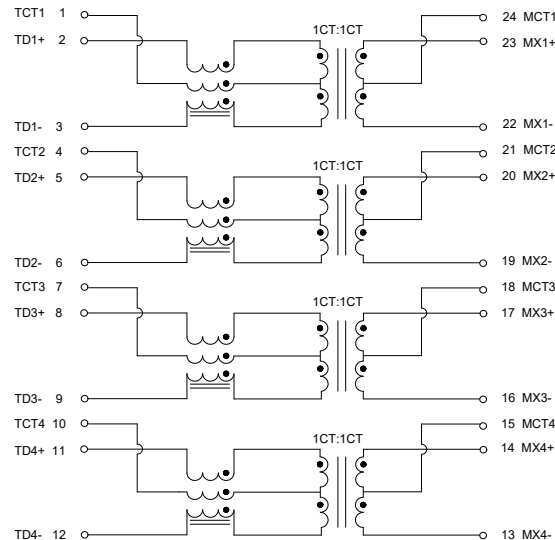 TCT1 1 1CT:1CT 24 MCT1
TD1+ 2 23 MX1+
TD1- 3 22 MX1-
TCT2 4 1CT:1CT 21 MCT2
TD2+ 5 20 MX2+
TD2- 6 19 MX2-
TCT3 7 1CT:1CT 18 MCT3
TD3+ 8 17 MX3+
TD3- 9 16 MX3-
TCT4 10 1CT:1CT 15 MCT4
TD4+ 11 14 MX4+
TD4- 12 13 MX4-